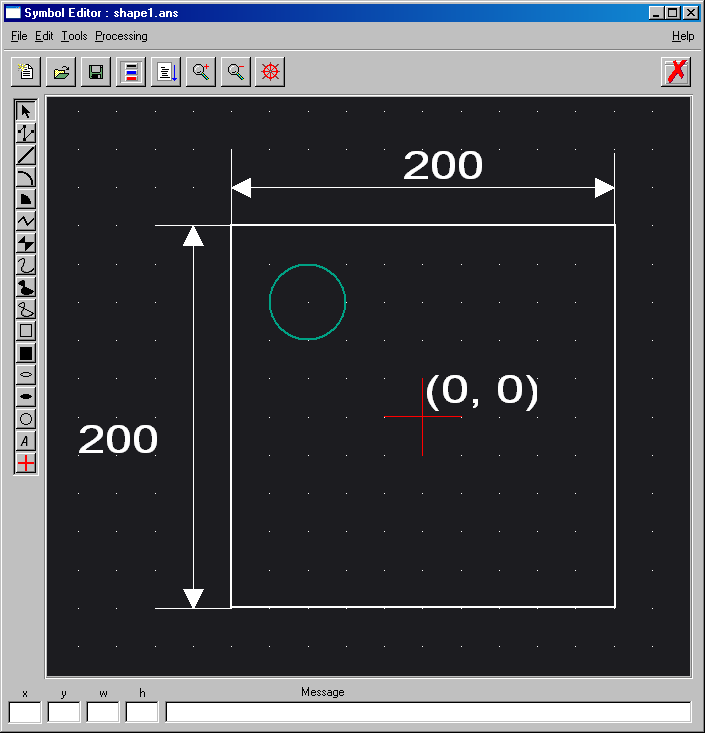 Symbol Editor : shape1.ans
File Edit Tools Processing Help
200
(0, 0)
200
A
x y w h Message